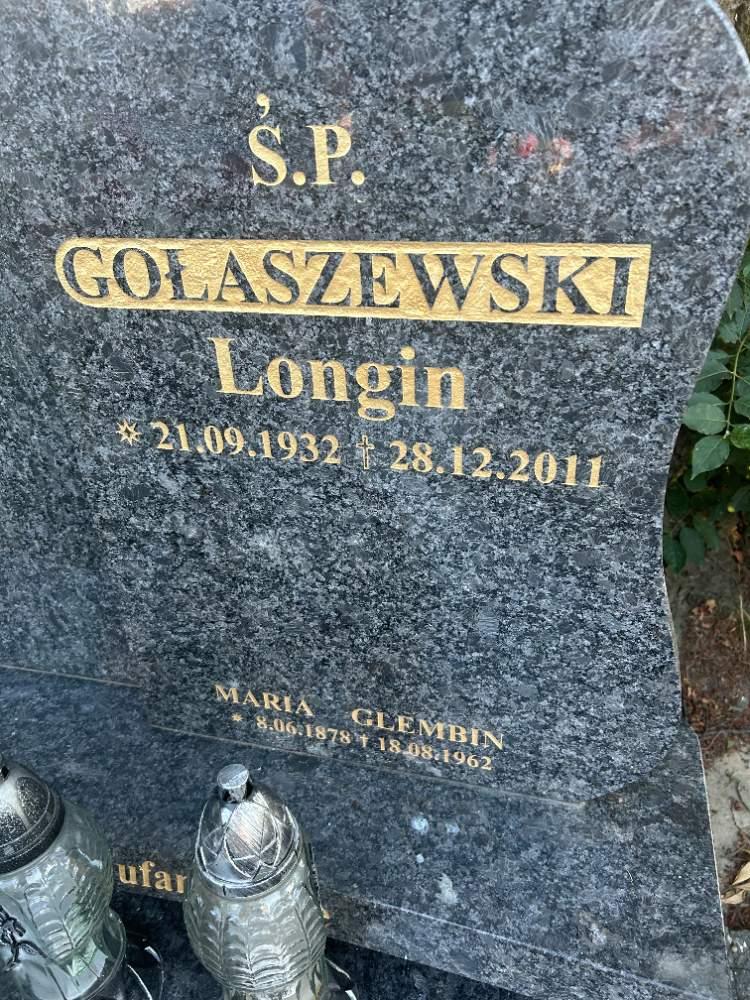 Ś.P.
GOŁASZEWSKI
Longin
* 21.09.1932 † 28.12.2011
MARIA GLEMBIN
* 8.06.1878 † 18.08.1962